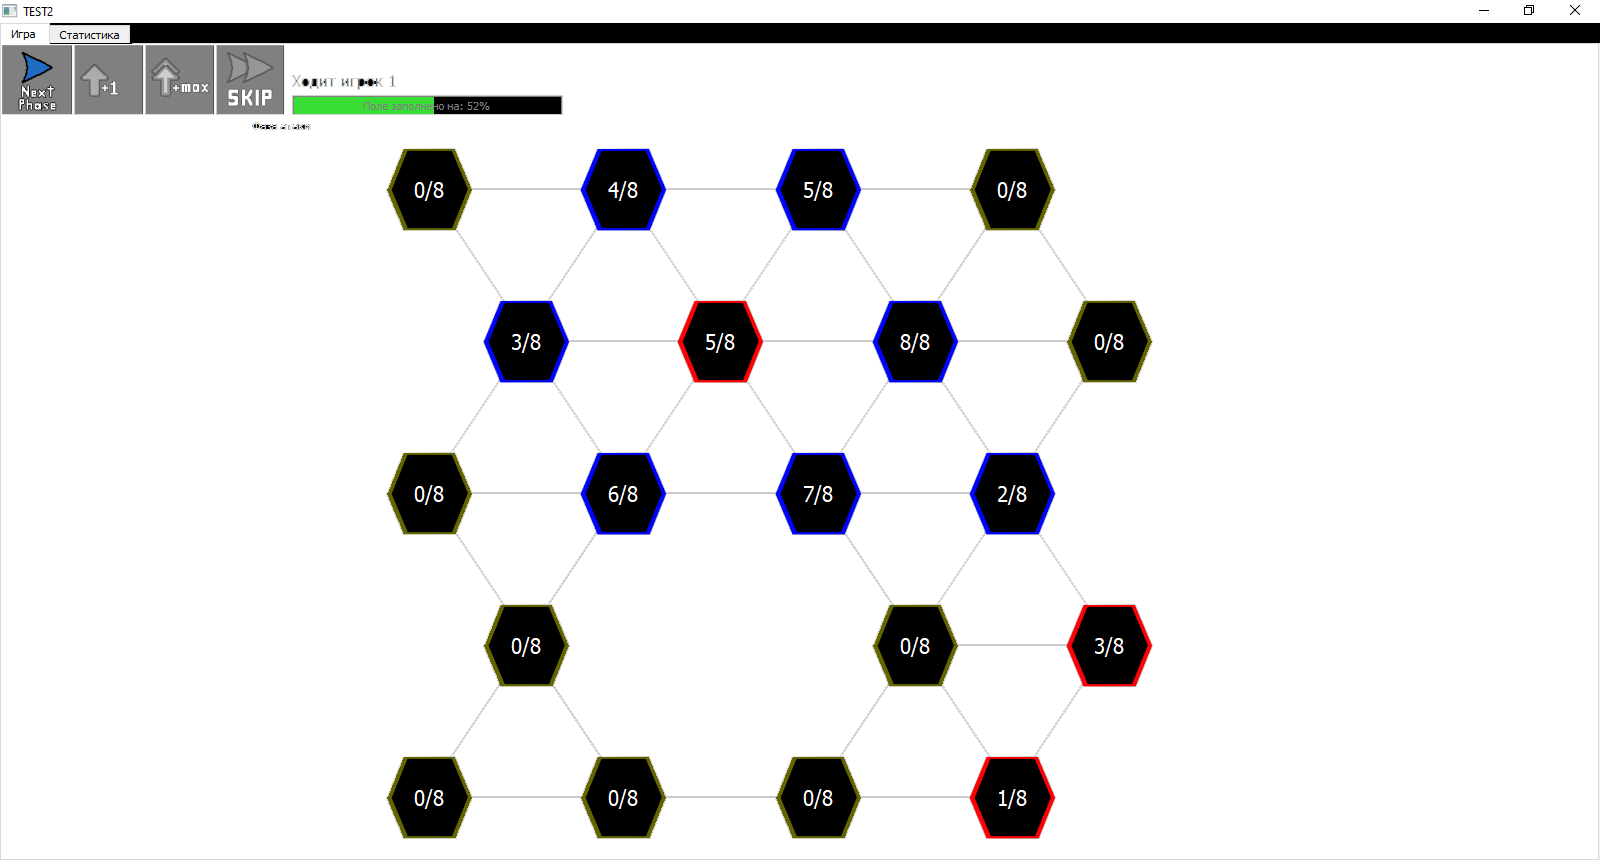 TEST2
Игра Статистика
Next Phase
+1
+max
SKIP
Ходит игрок 1
Поле заполнено на: 52%
Фаза атаки
0/8 4/8 5/8 0/8
3/8 5/8 8/8 0/8
0/8 6/8 7/8 2/8
0/8 0/8 3/8
0/8 0/8 0/8 1/8